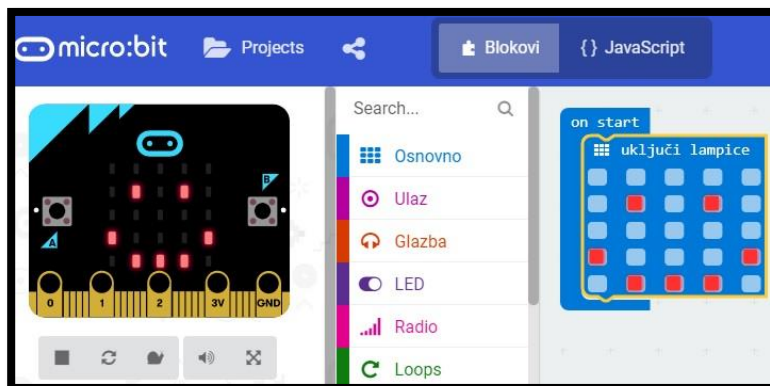 micro:bit
Projects
Blokovi
{ } JavaScript
A
B
0 1 2 3V GND
Search...
Osnovno
Ulaz
Glazba
LED
Radio
Loops
on start
uključi lampice